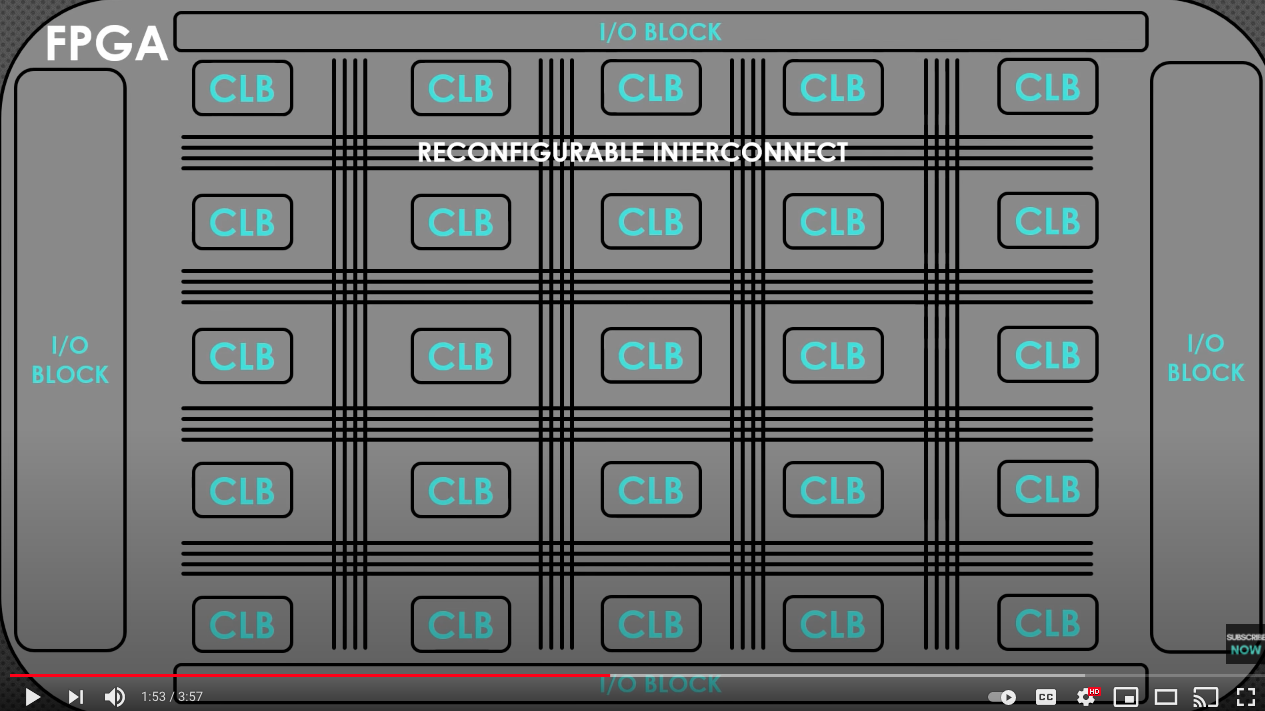 FPGA
I/O BLOCK
CLB CLB CLB CLB CLB
RECONFIGURABLE INTERCONNECT
CLB CLB CLB CLB CLB
I/O
BLOCK
CLB CLB CLB CLB CLB
I/O
BLOCK
CLB CLB CLB CLB CLB
CLB CLB CLB CLB CLB
SUBSCRIBE
NOW
I/O BLOCK
1:53 / 3:57
CC
HD